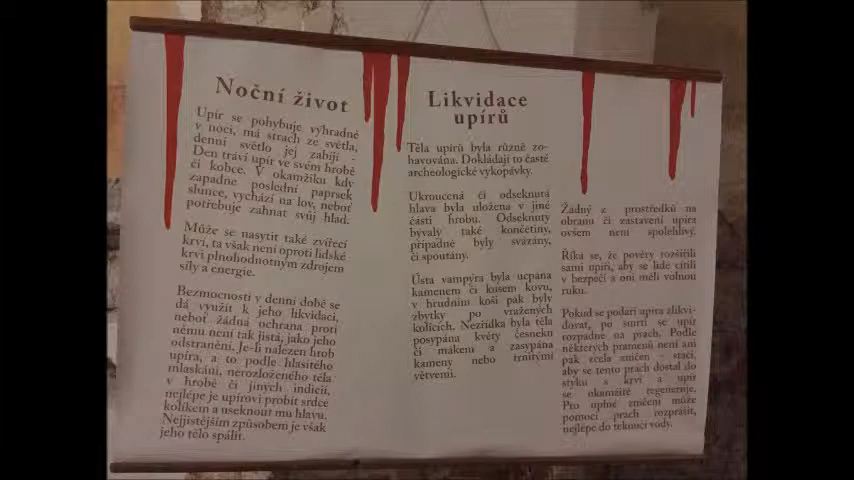 Noční život
Upír se pohybuje výhradně
v noci, má strach ze světla,
denní světlo jej zabíjí -
Den tráví upír ve svém hrobě
či kobce. V okamžiku kdy
zapadne poslední paprsek
slunce, vychází na lov, neboť
potřebuje zahnat svůj hlad.
Může se nasytit také zvířecí
krví, ta však není oproti lidské
krvi plnohodnotným zdrojem
síly a energie.
Bezmocnosti v denní době se
dá využít k jeho likvidaci,
neboť žádná ochrana proti
němu není tak jistá, jako jeho
odstranění. Je-li nalezen hrob
upíra, a to podle hlasitého
mlaskání, nerozloženého těla
v hrobě či jiných indicií,
nejlépe je upírovi probít srdce
kolíkem a useknout mu hlavu.
Nejjistějším způsobem je však
jeho tělo spálit.
Likvidace
upírů
Těla upírů byla různě zo-
havována. Dokládají to časté
archeologické vykopávky.
Ukroucená či odseknutá
hlava byla uložena v jiné
části hrobu. Odseknuty
bývaly také končetiny,
případně byly svázány,
či spoutány.
Ústa vampýra byla ucpána
kamenem či kusem kovu,
v hrudním koši pak byly
zbytky po vražených
kolících. Nezřídka byla těla
posypána květy česneku
či mákem a zasypána
kameny nebo trnitými
větvemi.
Žádný z prostředků na
obranu či zastavení upíra
ovšem není spolehlivý.
Říká se, že pověry rozšířili
sami upíři, aby se lidé cítili
v bezpečí a oni měli volnou
ruku.
Pokud se podaří upíra zlikvi-
dovat, po smrti se upír
rozpadne na prach. Podle
některých pramenů není ani
pak zcela zničen - stačí,
aby se tento prach dostal do
styku s krví a upír
se okamžitě regeneruje.
Pro úplné zničení může
pomoci prach rozprášit,
nejlépe do tekoucí vody.